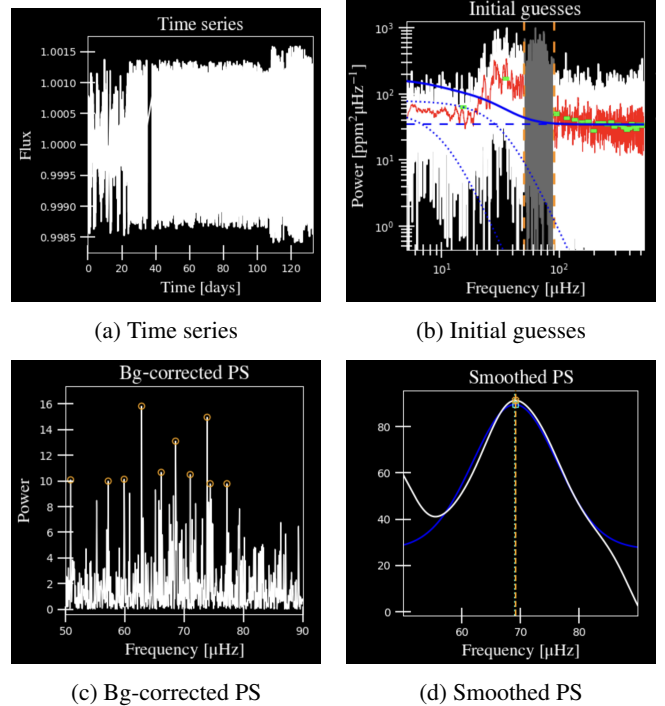 Time series
Flux
1.0015
1.0010
1.0005
1.0000
0.9995
0.9990
0.9985
0 20 40 60 80 100 120
Time [days]
(a) Time series
Initial guesses
Power [ppm²μHz⁻¹]
10³
10²
10¹
10⁰
10¹ 10²
Frequency [μHz]
(b) Initial guesses
Bg-corrected PS
Power
16
14
12
10
8
6
4
2
0
50 60 70 80 90
Frequency [μHz]
(c) Bg-corrected PS
Smoothed PS
80
60
40
20
0
60 70 80
Frequency [μHz]
(d) Smoothed PS